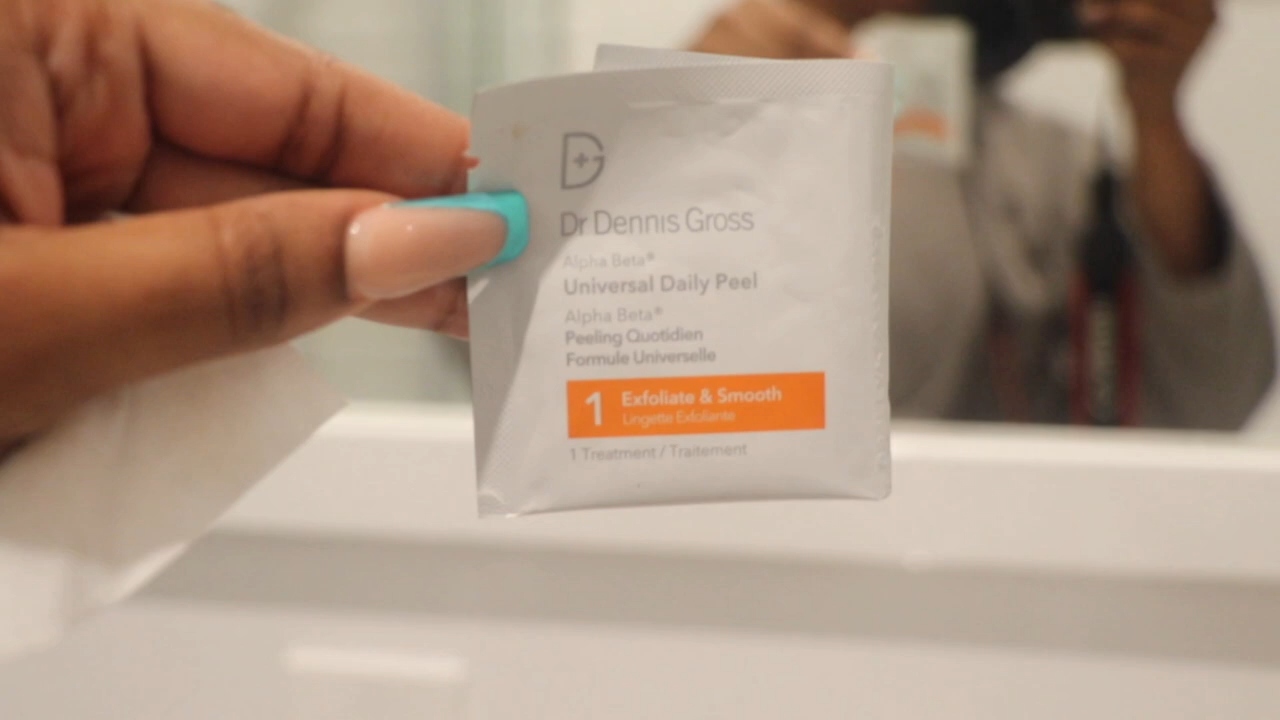 Dr Dennis Gross
Alpha Beta®
Universal Daily Peel
Alpha Beta®
Peeling Quotidien
Formule Universelle
1 Exfoliate & Smooth
Lingette Exfoliante
1 Treatment / Traitement